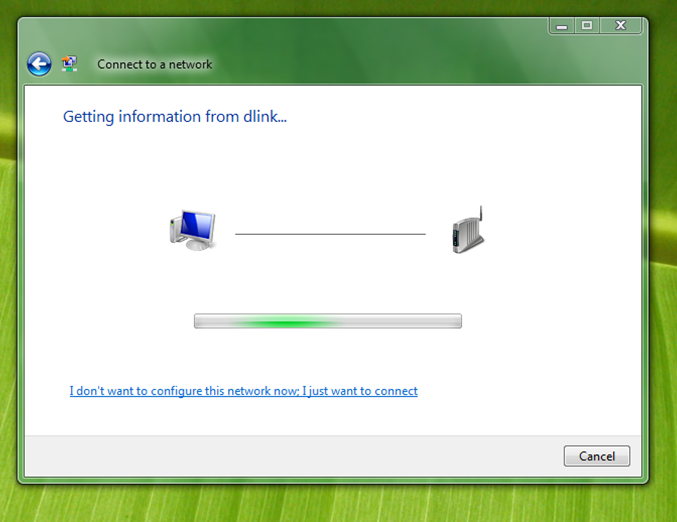 Connect to a network
Getting information from dlink...
I don't want to configure this network now; I just want to connect
Cancel